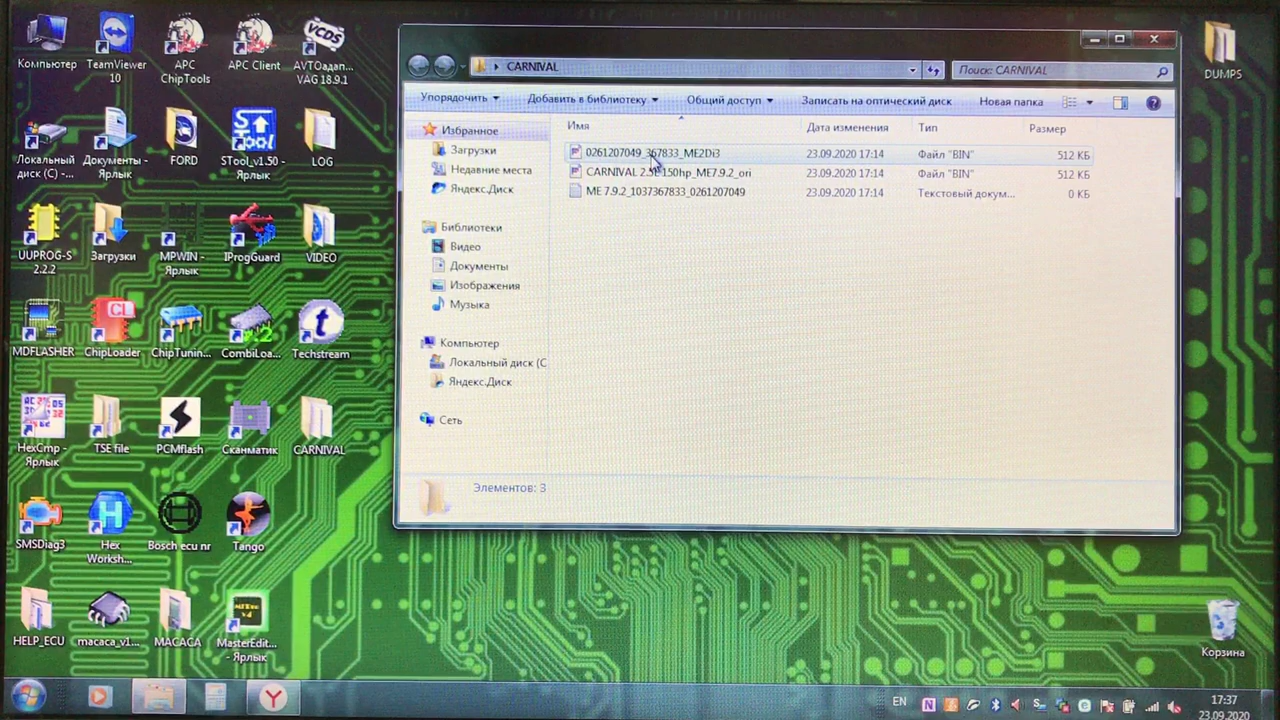 Компьютер
TeamViewer 10
APC ChipTools
APC Client
VCDS
AVTOадап... VAG 18.9.1
Локальный диск (C) -...
Документы - Ярлык
FORD
STool
STool_v1.50 - Ярлык
LOG
UUPROG-S 2.2.2
Загрузки
MPWIN - Ярлык
IProgGuard
VIDEO
MDFLASHER
CL
ChipLoader
ChipTunin...
CombiLoa...
t
Techstream
HexCmp - Ярлык
TSE file
PCMflash
Сканматик
CARNIVAL
SMSDiag3
H
Hex Worksh...
Bosch ecu nr
Tango
HELP_ECU
macaca_v1...
MACACA
MasterEdit... - Ярлык
CARNIVAL
Поиск: CARNIVAL
Упорядочить
Добавить в библиотеку
Общий доступ
Записать на оптический диск
Новая папка
Избранное
Загрузки
Недавние места
Яндекс.Диск
Библиотеки
Видео
Документы
Изображения
Музыка
Компьютер
Локальный диск (C
Яндекс.Диск
Сеть
Имя Дата изменения Тип Размер
0261207049_367833_ME2Di3 23.09.2020 17:14 Файл "BIN" 512 КБ
CARNIVAL 150hp_ME7.9.2_ori 23.09.2020 17:14 Файл "BIN" 512 КБ
ME 7.9.2_1037367833_0261207049 23.09.2020 17:14 Текстовый докум... 0 КБ
Элементов: 3
DUMPS
Корзина
EN
17:37
23.09.2020